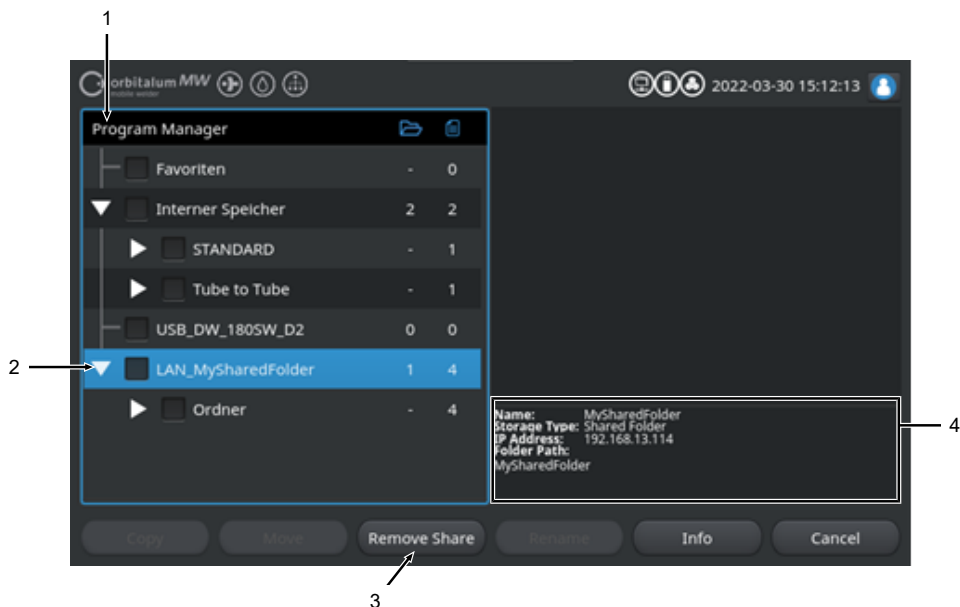 1
orbitalum MW
mobile welder
2022-03-30 15:12:13
Program Manager
Favoriten - 0
Interner Speicher 2 2
STANDARD - 1
Tube to Tube - 1
USB_DW_180SW_D2 0 0
2
LAN_MySharedFolder 1 4
Ordner - 4
Name: MySharedFolder
Storage Type: Shared Folder
IP Address: 192.168.13.114
Folder Path:
MySharedFolder
4
Copy Move Remove Share Rename Info Cancel
3